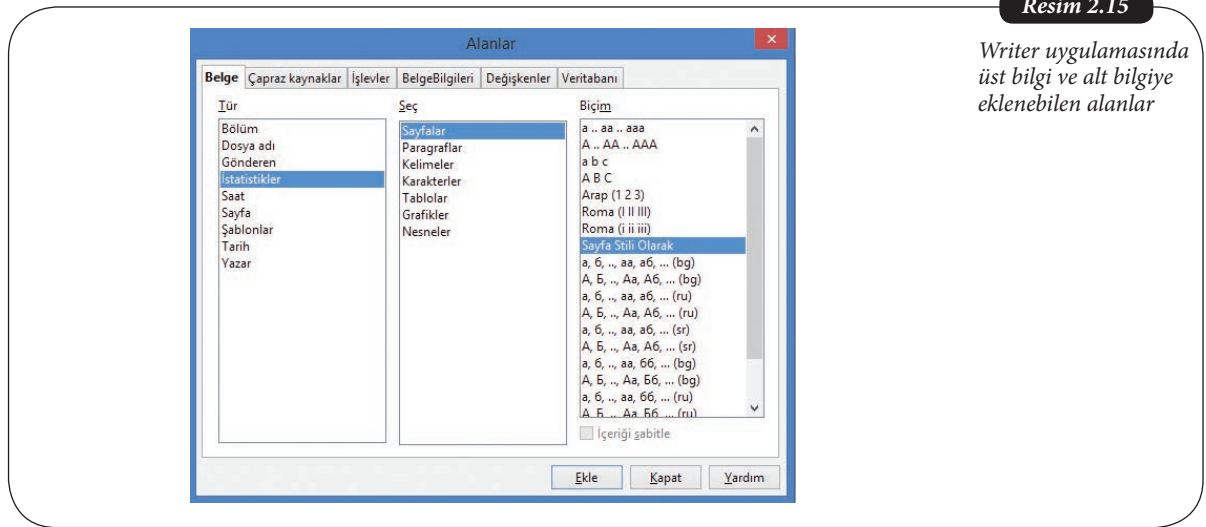 Resim 2.15
Writer uygulamasında
üst bilgi ve alt bilgiye
eklenebilen alanlar
Alanlar
Belge Çapraz kaynaklar İşlevler BelgeBilgileri Değişkenler Veritabanı
Tür
Bölüm
Dosya adı
Gönderen
İstatistikler
Saat
Sayfa
Şablonlar
Tarih
Yazar
Seç
Sayfalar
Paragraflar
Kelimeler
Karakterler
Tablolar
Grafikler
Nesneler
Biçim
a .. aa .. aaa
A .. AA .. AAA
a b c
A B C
Arap (1 2 3)
Roma (I II III)
Roma (i ii iii)
Sayfa Stili Olarak
а, б, .., аа, аб, ... (bg)
А, Б, .., Аа, Аб, ... (bg)
а, б, .., аа, аб, ... (ru)
А, Б, .., Аа, Аб, ... (ru)
а, б, .., аа, аб, ... (sr)
А, Б, .., Аа, Аб, ... (sr)
а, б, .., аа, бб, ... (bg)
А, Б, .., Аа, Бб, ... (bg)
а, б, .., аа, бб, ... (ru)
А, Б, .., Аа, Бб, ... (ru)
İçeriği sabitle
Ekle Kapat Yardım